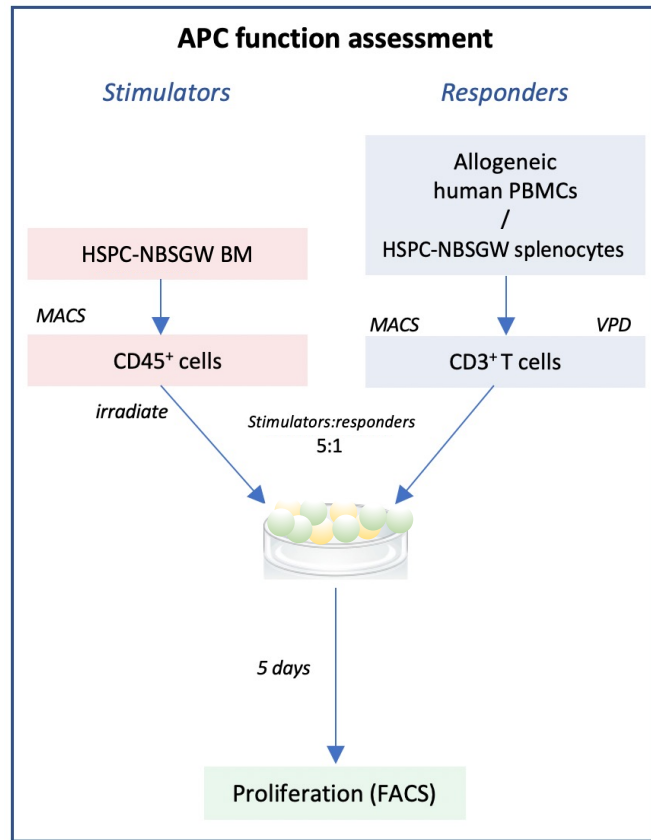 APC function assessment
Stimulators
Responders
Allogeneic
human PBMCs
/
HSPC-NBSGW splenocytes
HSPC-NBSGW BM
MACS
MACS
VPD
CD45⁺ cells
CD3⁺ T cells
irradiate
Stimulators:responders
5:1
5 days
Proliferation (FACS)